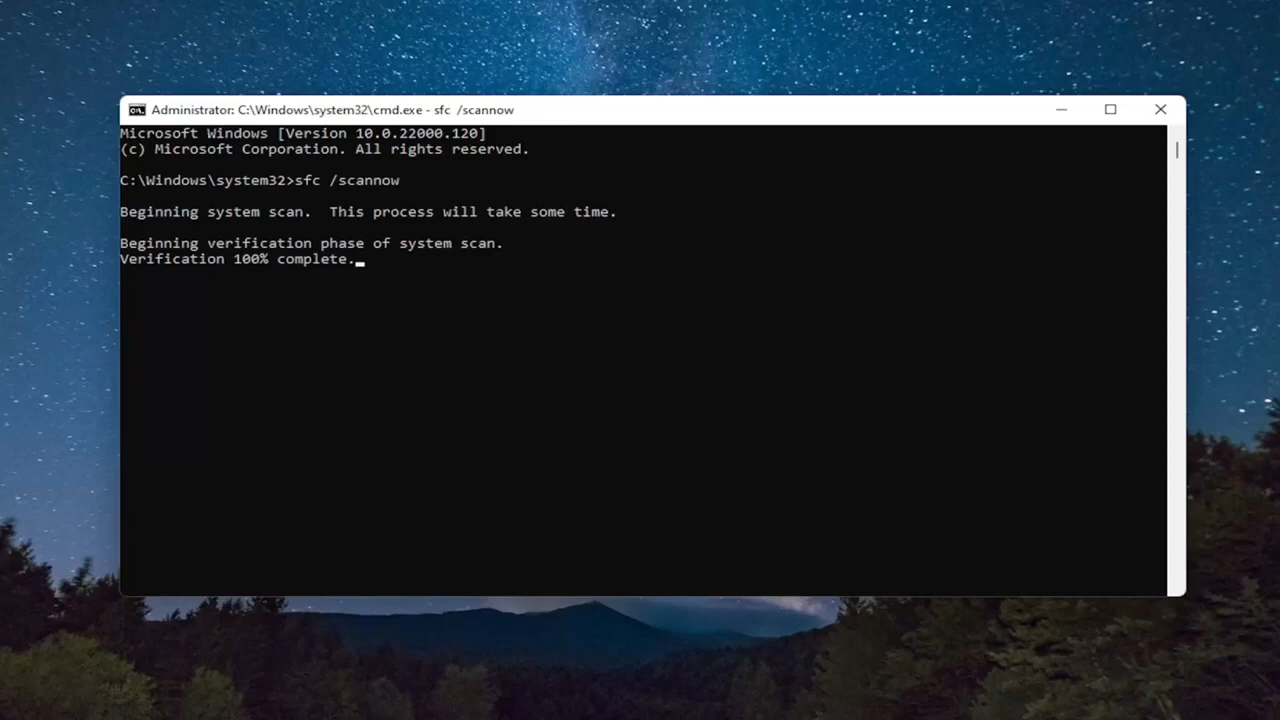 Administrator: C:\Windows\system32\cmd.exe - sfc  /scannow
Microsoft Windows [Version 10.0.22000.120]
(c) Microsoft Corporation. All rights reserved.
C:\Windows\system32>sfc /scannow
Beginning system scan.  This process will take some time.
Beginning verification phase of system scan.
Verification 100% complete.